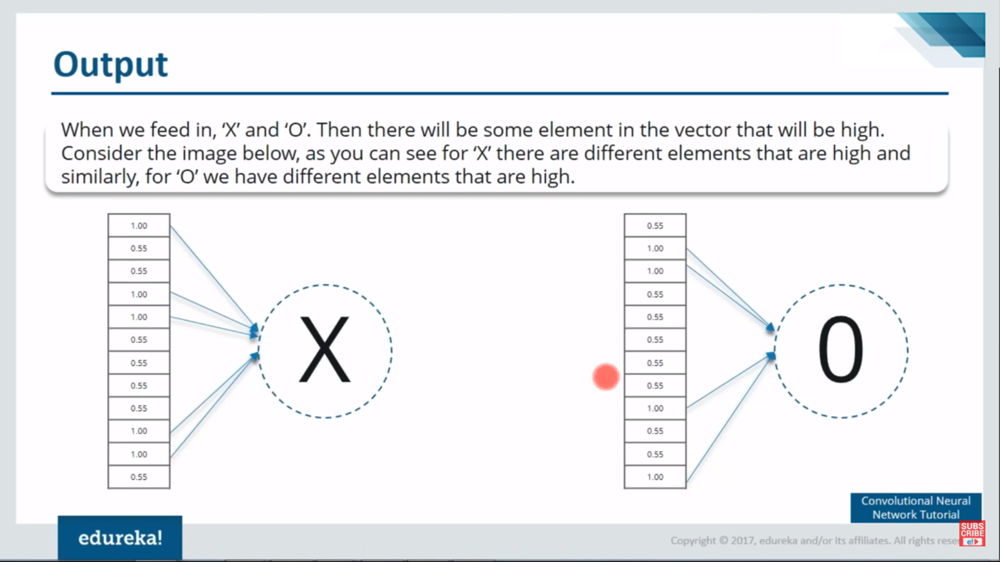 Output
When we feed in, ‘X’ and ‘O’. Then there will be some element in the vector that will be high.
Consider the image below, as you can see for ‘X’ there are different elements that are high and
similarly, for ‘O’ we have different elements that are high.
1.00
0.55
0.55
1.00
1.00
0.55
0.55
0.55
0.55
1.00
1.00
0.55
X
0.55
1.00
1.00
0.55
0.55
0.55
0.55
0.55
1.00
0.55
0.55
1.00
O
Convolutional Neural
Network Tutorial
edureka!
Copyright © 2017, edureka and/or its affiliates. All rights
SUBS
CRIBE
e!